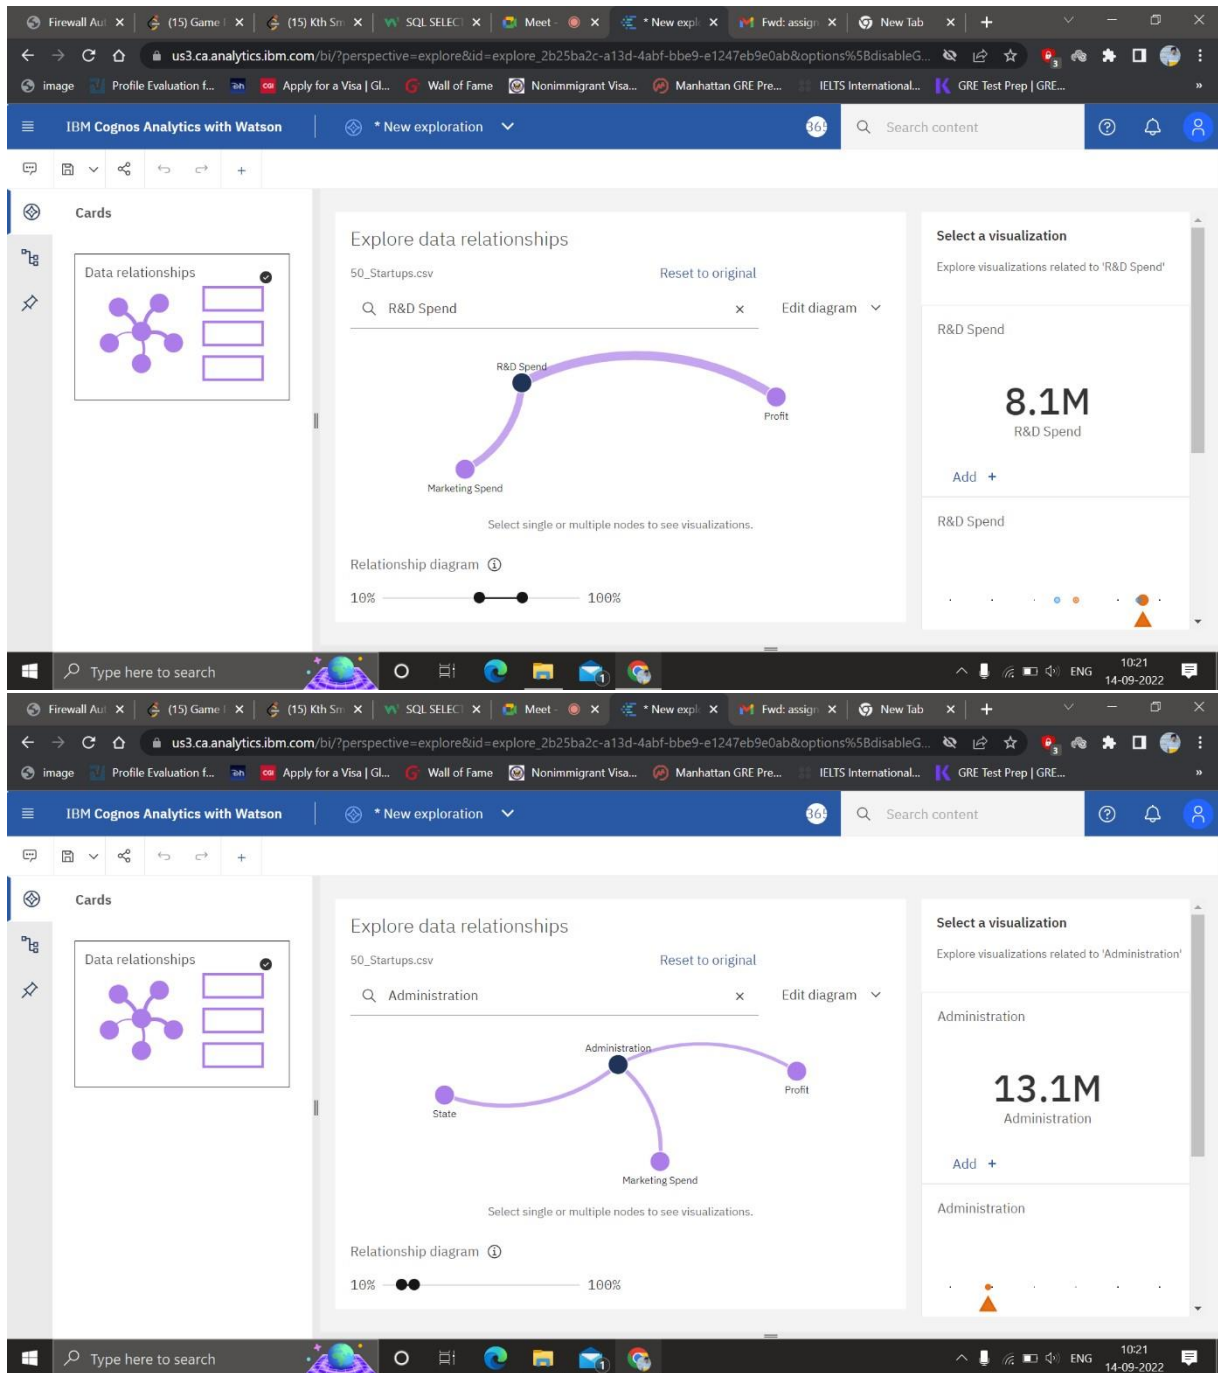 Firewall Aut
(15) Game
(15) Kth Sm
SQL SELECT
Meet -
* New expl
Fwd: assign
New Tab
us3.ca.analytics.ibm.com/bi/?perspective=explore&id=explore_2b25ba2c-a13d-4abf-bbe9-e1247eb9e0ab&options%5BdisableG...
image
Profile Evaluation f...
Apply for a Visa | Gl...
Wall of Fame
Nonimmigrant Visa...
Manhattan GRE Pre...
IELTS International...
GRE Test Prep | GRE...
IBM Cognos Analytics with Watson
* New exploration
365
Search content
Cards
Data relationships
Explore data relationships
50_Startups.csv
Reset to original
R&D Spend
Edit diagram
R&D Spend
Profit
Marketing Spend
Select single or multiple nodes to see visualizations.
Relationship diagram
10%
100%
Select a visualization
Explore visualizations related to 'R&D Spend'
R&D Spend
8.1M
R&D Spend
Add +
R&D Spend
Type here to search
1
ENG
10:21
14-09-2022
Firewall Aut
(15) Game
(15) Kth Sm
SQL SELECT
Meet -
* New expl
Fwd: assign
New Tab
us3.ca.analytics.ibm.com/bi/?perspective=explore&id=explore_2b25ba2c-a13d-4abf-bbe9-e1247eb9e0ab&options%5BdisableG...
image
Profile Evaluation f...
Apply for a Visa | Gl...
Wall of Fame
Nonimmigrant Visa...
Manhattan GRE Pre...
IELTS International...
GRE Test Prep | GRE...
IBM Cognos Analytics with Watson
* New exploration
365
Search content
Cards
Data relationships
Explore data relationships
50_Startups.csv
Reset to original
Administration
Edit diagram
Administration
Profit
State
Marketing Spend
Select single or multiple nodes to see visualizations.
Relationship diagram
10%
100%
Select a visualization
Explore visualizations related to 'Administration'
Administration
13.1M
Administration
Add +
Administration
Type here to search
1
ENG
10:21
14-09-2022